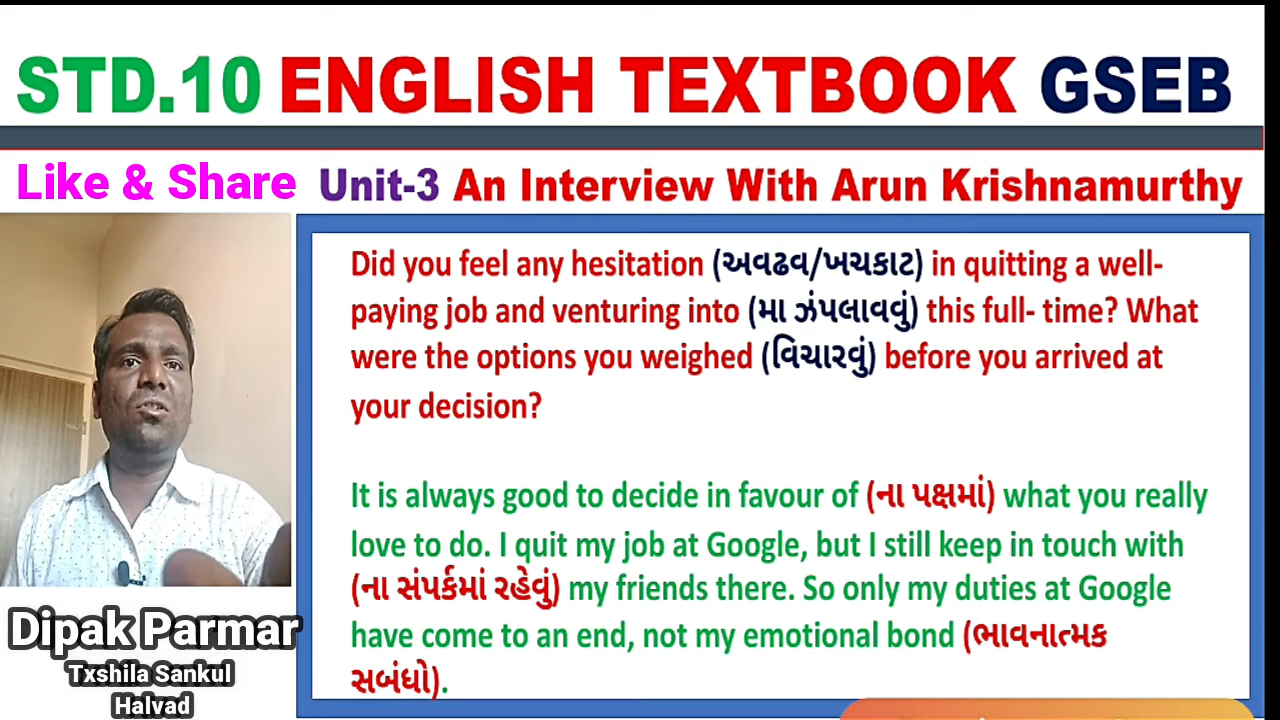 STD.10 ENGLISH TEXTBOOK GSEB
Like & Share
Unit-3 An Interview With Arun Krishnamurthy
Did you feel any hesitation (અવઢવ/ખચકાટ) in quitting a well-
paying job and venturing into (મા ઝંપલાવવું) this full- time? What
were the options you weighed (વિચારવું) before you arrived at
your decision?
It is always good to decide in favour of (ના પક્ષમાં) what you really
love to do. I quit my job at Google, but I still keep in touch with
(ના સંપર્કમાં રહેવું) my friends there. So only my duties at Google
have come to an end, not my emotional bond (ભાવનાત્મક
સબંધો).
Dipak Parmar
Txshila Sankul
Halvad